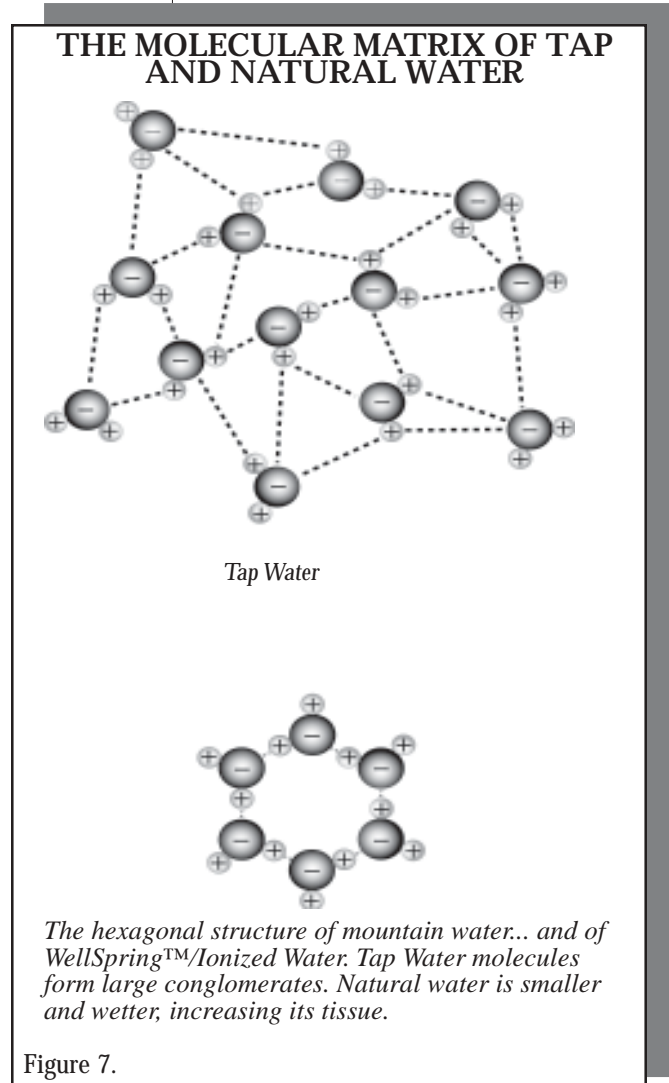 THE MOLECULAR MATRIX OF TAP
AND NATURAL WATER
Tap Water
The hexagonal structure of mountain water... and of
WellSpring™/Ionized Water. Tap Water molecules
form large conglomerates. Natural water is smaller
and wetter, increasing its tissue.
Figure 7.